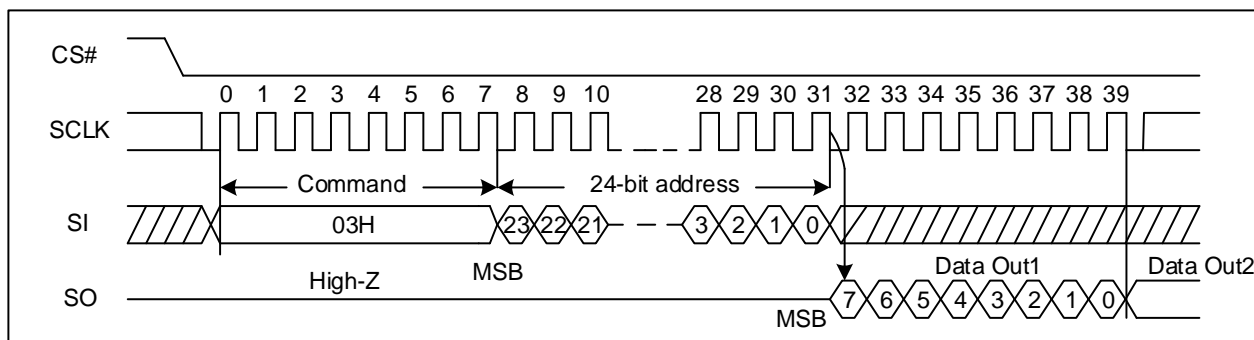 CS#
0 1 2 3 4 5 6 7 8 9 10 28 29 30 31 32 33 34 35 36 37 38 39
SCLK
Command 24-bit address
SI 03H 23 22 21 3 2 1 0
High-Z MSB Data Out1 Data Out2
SO 7 6 5 4 3 2 1 0
MSB